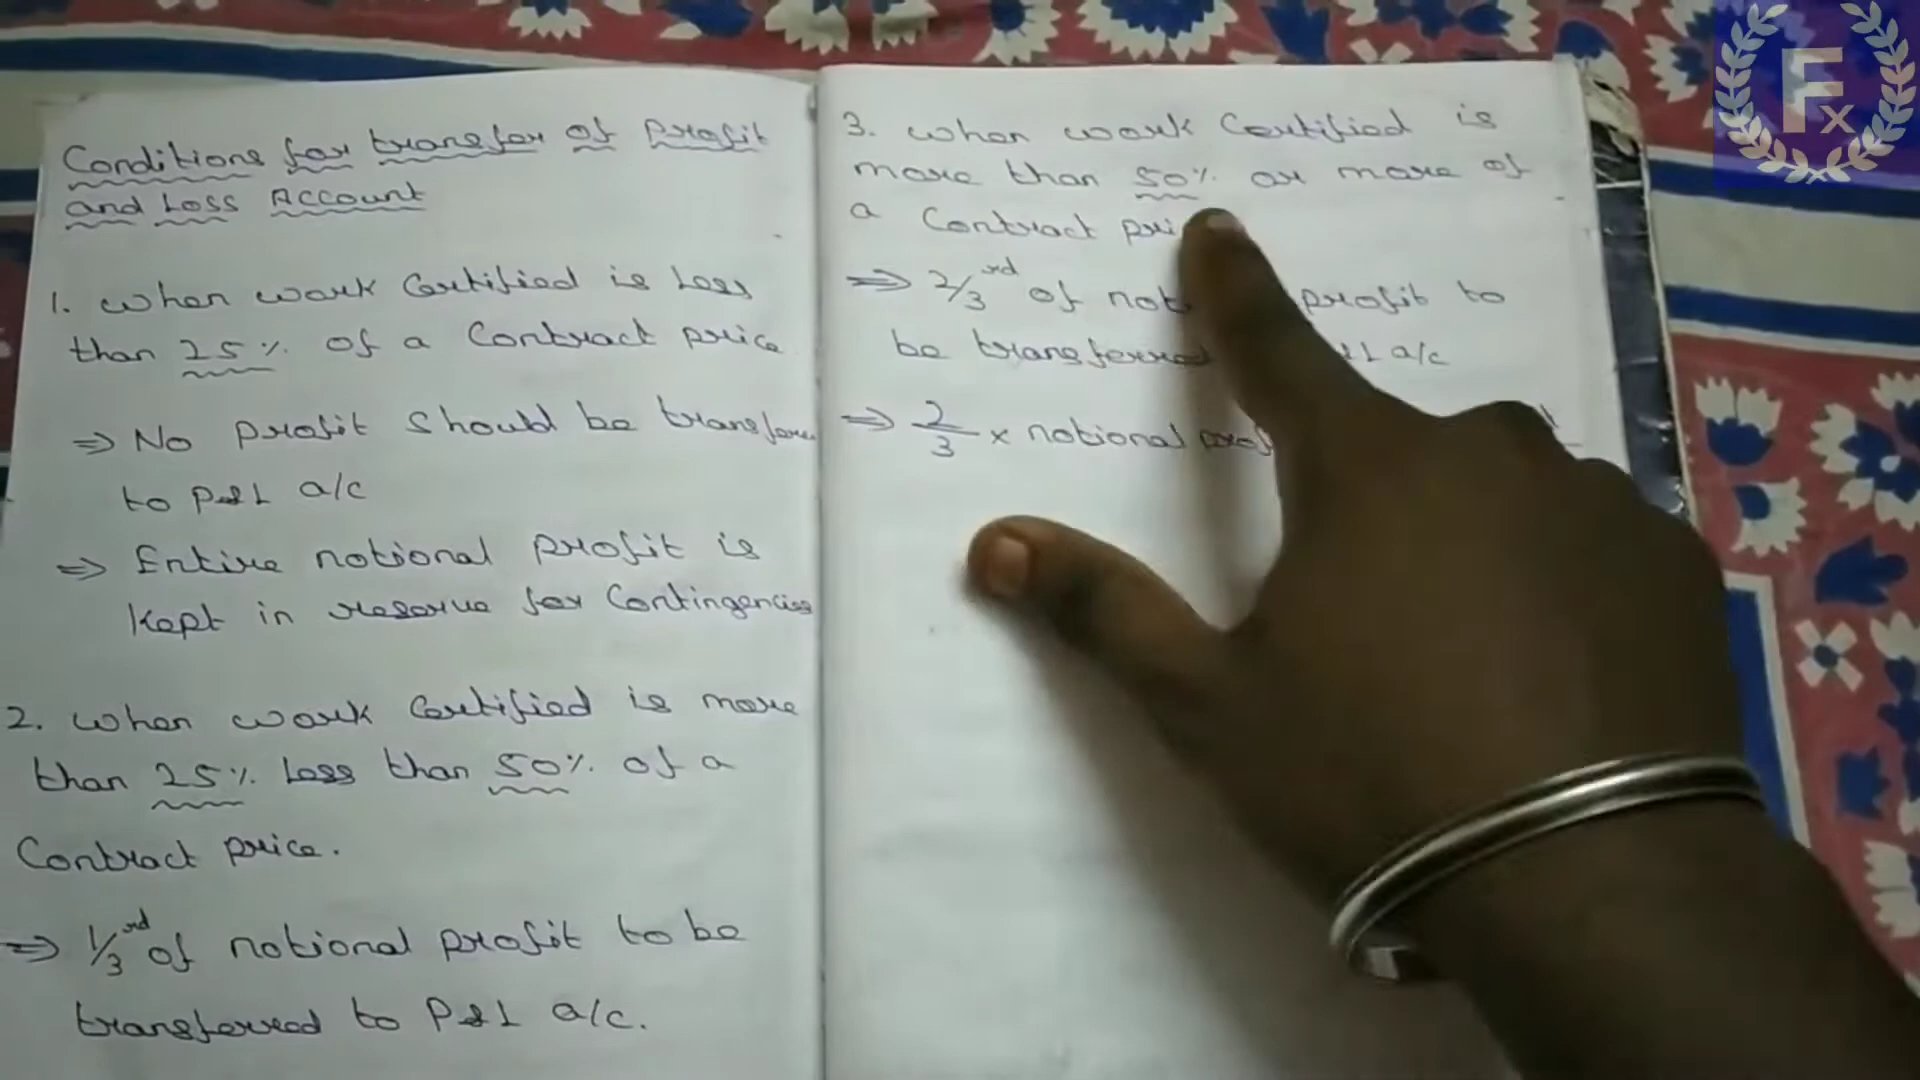 Conditions for transfer of Profit
and Loss Account
1. When work Certified is Less
than 25% of a Contract price
⇒ No profit should be transfere
to P&L a/c
⇒ Entire notional profit is
kept in reserve for Contingencies
2. When work Certified is more
than 25% Less than 50% of a
Contract price.
⇒ 1/3rd of notional profit to be
transferred to P&L a/c.
3. When work Certified is
more than 50% or more of
a Contract pri
⇒ 2/3rd of not profit to
be transferred a/c
⇒ 2/3 × notional prof
Fx